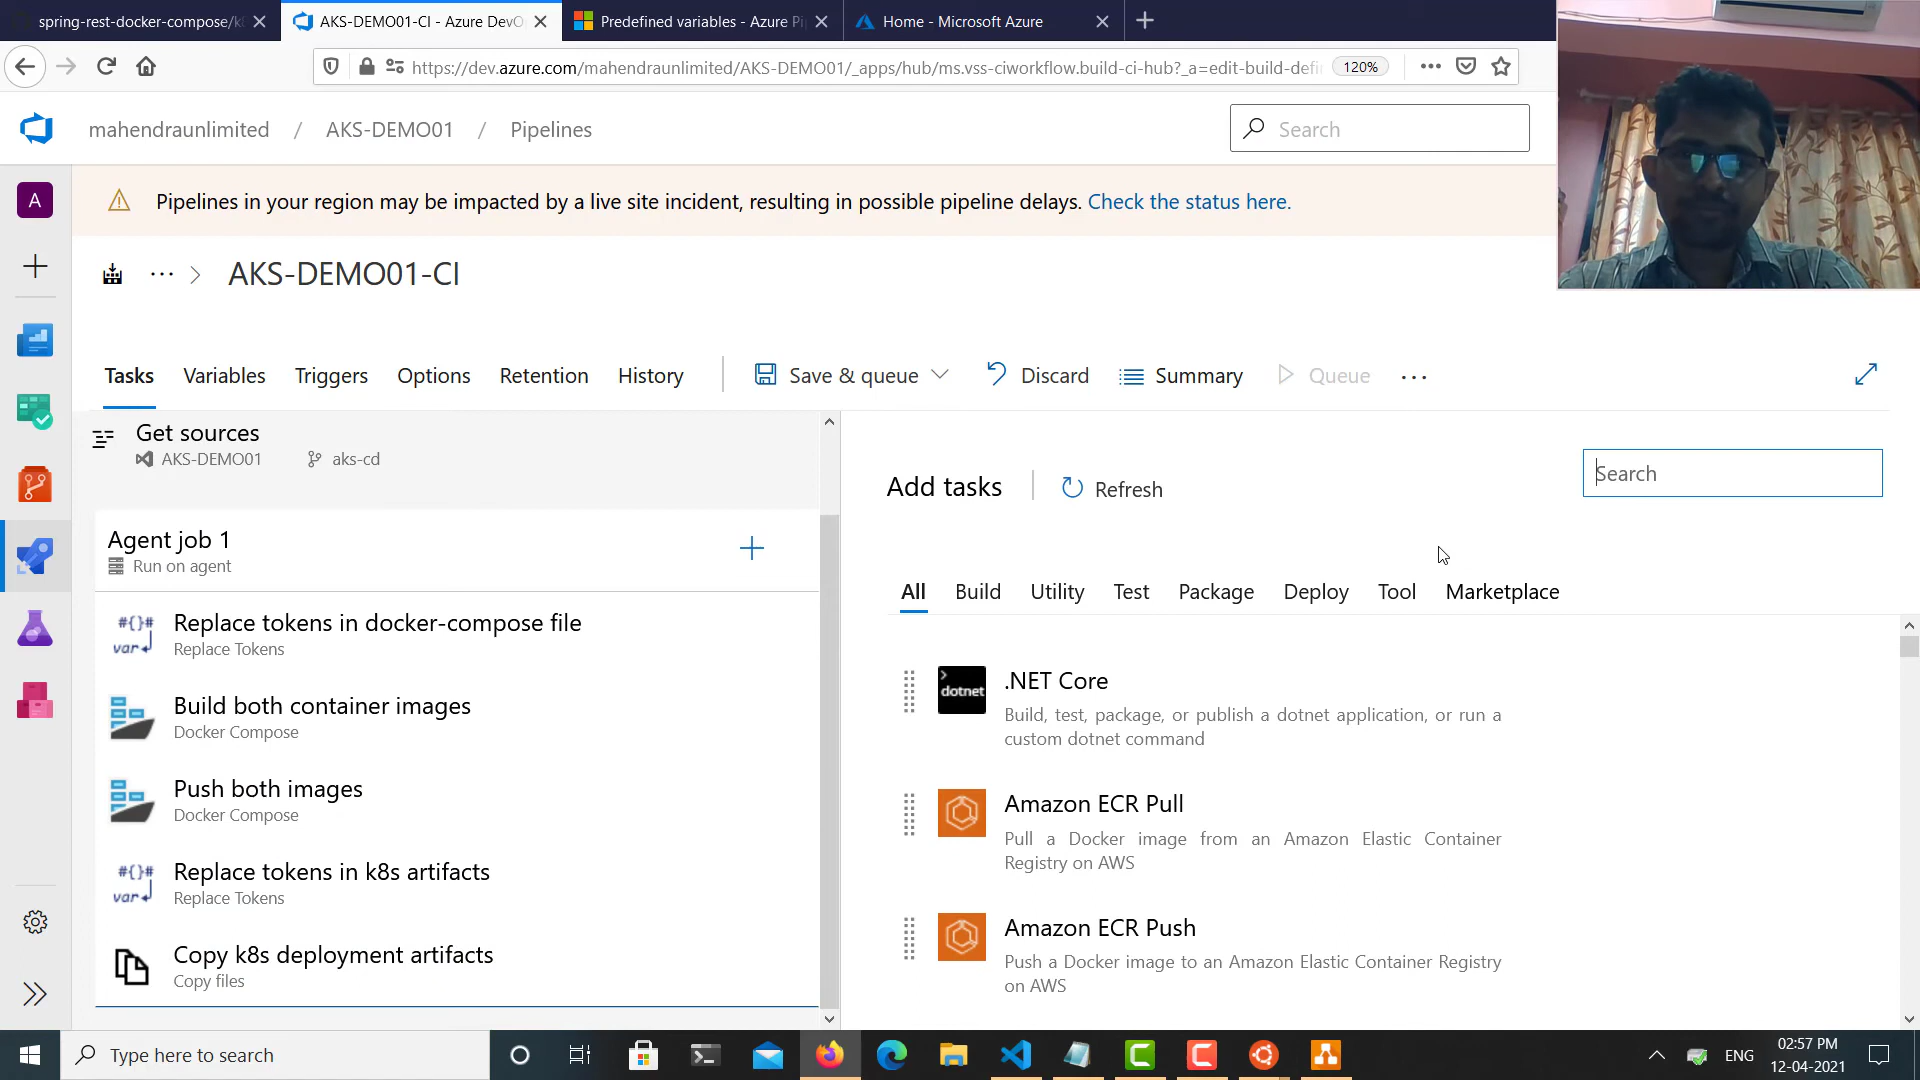 spring-rest-docker-compose/k
AKS-DEMO01-CI - Azure DevO
Predefined variables - Azure Pip
Home - Microsoft Azure
https://dev.azure.com/mahendraunlimited/AKS-DEMO01/_apps/hub/ms.vss-ciworkflow.build-ci-hub?_a=edit-build-defi
120%
mahendraunlimited / AKS-DEMO01 / Pipelines
Search
A
Pipelines in your region may be impacted by a live site incident, resulting in possible pipeline delays. Check the status here.
AKS-DEMO01-CI
Tasks Variables Triggers Options Retention History Save & queue Discard Summary Queue
Get sources
AKS-DEMO01 aks-cd
Agent job 1
Run on agent
#{}#
var
Replace tokens in docker-compose file
Replace Tokens
Build both container images
Docker Compose
Push both images
Docker Compose
#{}#
var
Replace tokens in k8s artifacts
Replace Tokens
Copy k8s deployment artifacts
Copy files
Add tasks Refresh
Search
All Build Utility Test Package Deploy Tool Marketplace
dotnet
.NET Core
Build, test, package, or publish a dotnet application, or run a
custom dotnet command
Amazon ECR Pull
Pull a Docker image from an Amazon Elastic Container
Registry on AWS
Amazon ECR Push
Push a Docker image to an Amazon Elastic Container Registry
on AWS
Type here to search
ENG
02:57 PM
12-04-2021